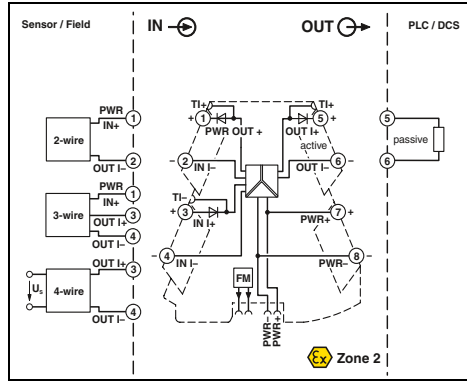 Sensor / Field
IN
OUT
PLC / DCS
2-wire
PWR
IN+
1
2
OUT I–
3-wire
PWR
IN+
1
OUT I+
3
4
OUT I–
4-wire
Us
OUT I+
3
4
OUT I–
TI+
+ 1
PWR OUT +
– 2
IN I–
TI–
+ 3
IN I+
– 4
IN I–
TI+
5 +
OUT I+
active
6 –
OUT I–
7 +
PWR+
8 –
PWR–
FM
PWR–
PWR+
5
passive
6
Ex Zone 2